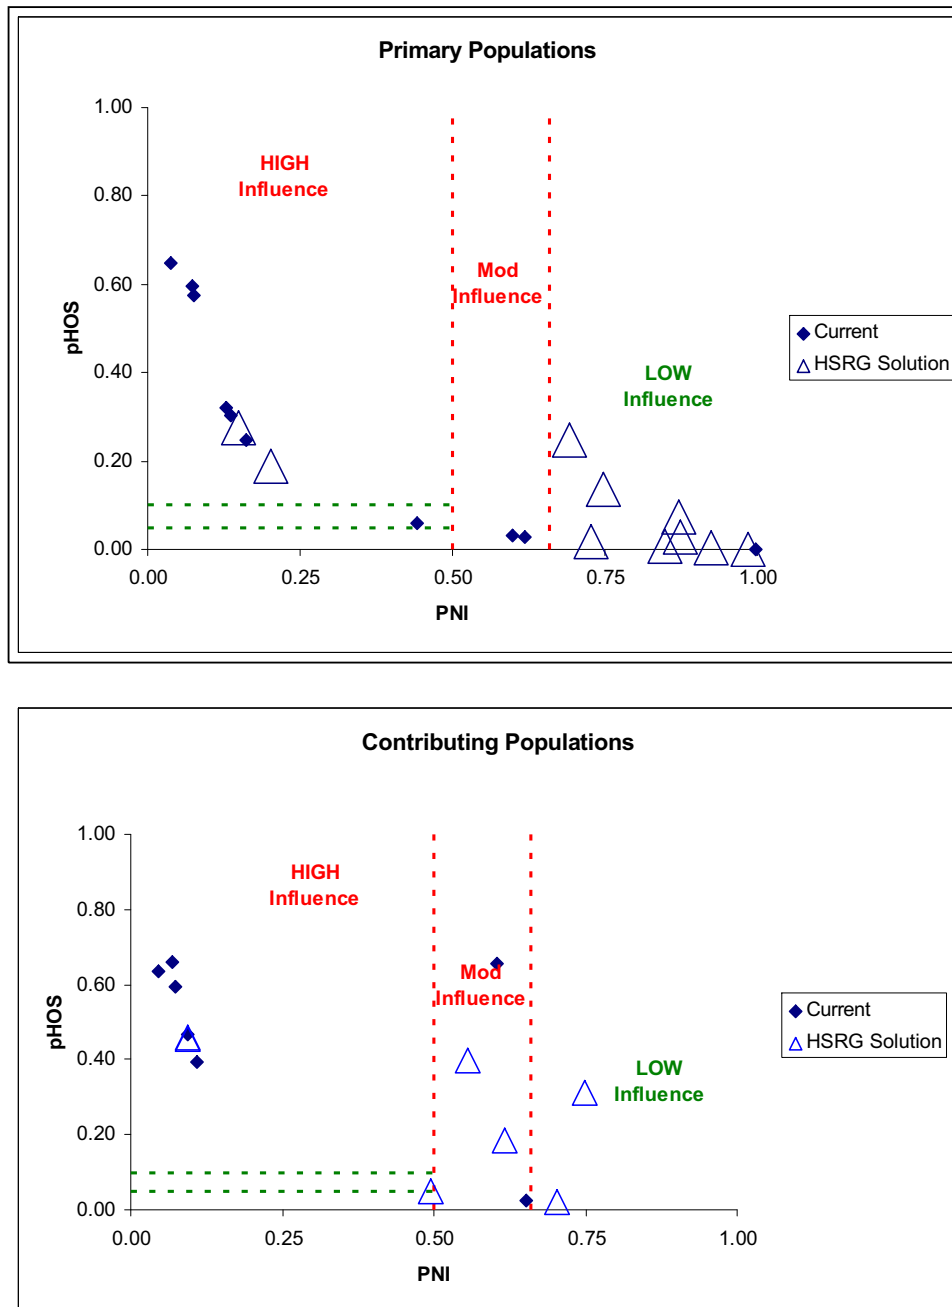 Primary Populations
1.00
HIGH
Influence
0.80
0.60
Mod
Influence
pHOS
Current
HSRG Solution
0.40
LOW
Influence
0.20
0.00
0.00 0.25 0.50 0.75 1.00
PNI
Contributing Populations
1.00
HIGH
Influence
0.80
0.60
Mod
Influence
pHOS
Current
HSRG Solution
0.40
LOW
Influence
0.20
0.00
0.00 0.25 0.50 0.75 1.00
PNI